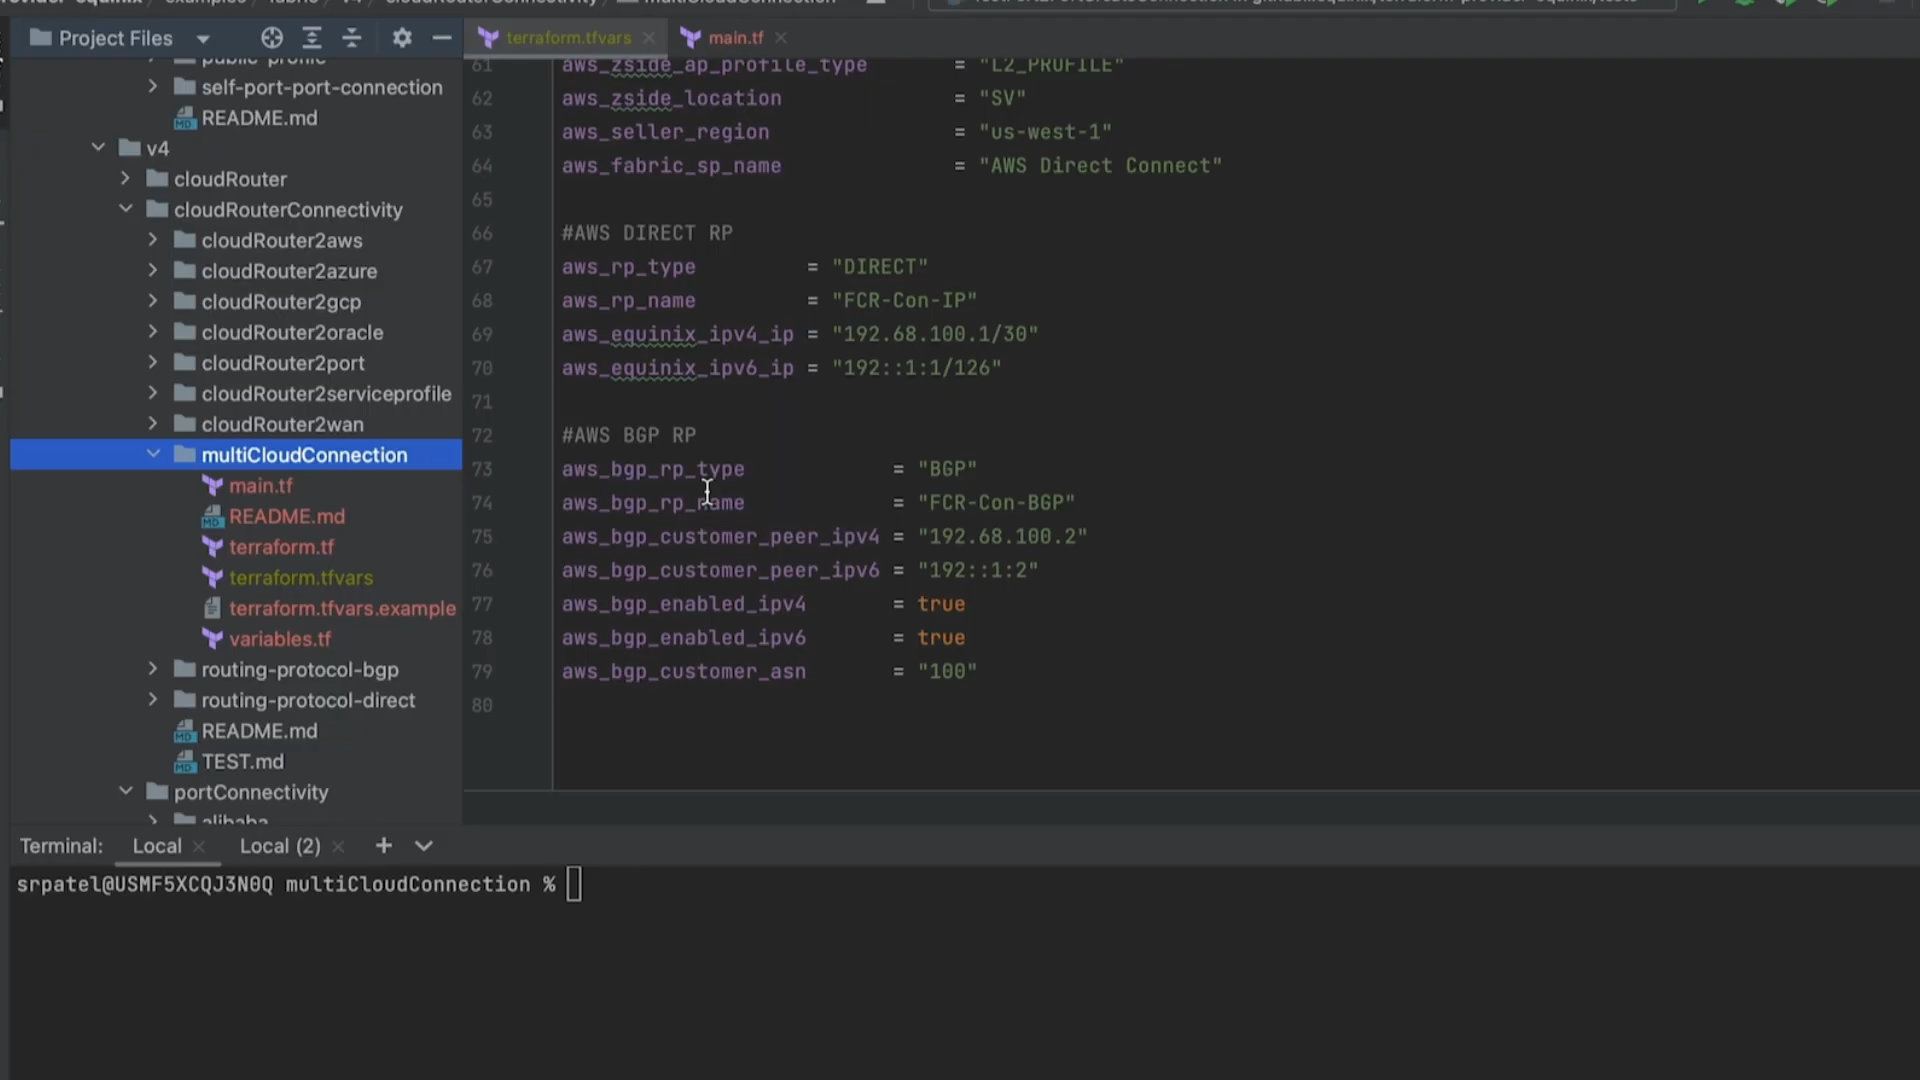 Project Files
terraform.tfvars
main.tf
public-profile
self-port-port-connection
README.md
v4
cloudRouter
cloudRouterConnectivity
cloudRouter2aws
cloudRouter2azure
cloudRouter2gcp
cloudRouter2oracle
cloudRouter2port
cloudRouter2serviceprofile
cloudRouter2wan
multiCloudConnection
main.tf
README.md
terraform.tf
terraform.tfvars
terraform.tfvars.example
variables.tf
routing-protocol-bgp
routing-protocol-direct
README.md
TEST.md
portConnectivity
alibaba
61 aws_zside_ap_profile_type = "L2_PROFILE"
62 aws_zside_location = "SV"
63 aws_seller_region = "us-west-1"
64 aws_fabric_sp_name = "AWS Direct Connect"
65
66 #AWS DIRECT RP
67 aws_rp_type = "DIRECT"
68 aws_rp_name = "FCR-Con-IP"
69 aws_equinix_ipv4_ip = "192.68.100.1/30"
70 aws_equinix_ipv6_ip = "192::1:1/126"
71
72 #AWS BGP RP
73 aws_bgp_rp_type = "BGP"
74 aws_bgp_rp_name = "FCR-Con-BGP"
75 aws_bgp_customer_peer_ipv4 = "192.68.100.2"
76 aws_bgp_customer_peer_ipv6 = "192::1:2"
77 aws_bgp_enabled_ipv4 = true
78 aws_bgp_enabled_ipv6 = true
79 aws_bgp_customer_asn = "100"
80
Terminal: Local Local (2)
srpatel@USMF5XCQJ3N0Q multiCloudConnection %